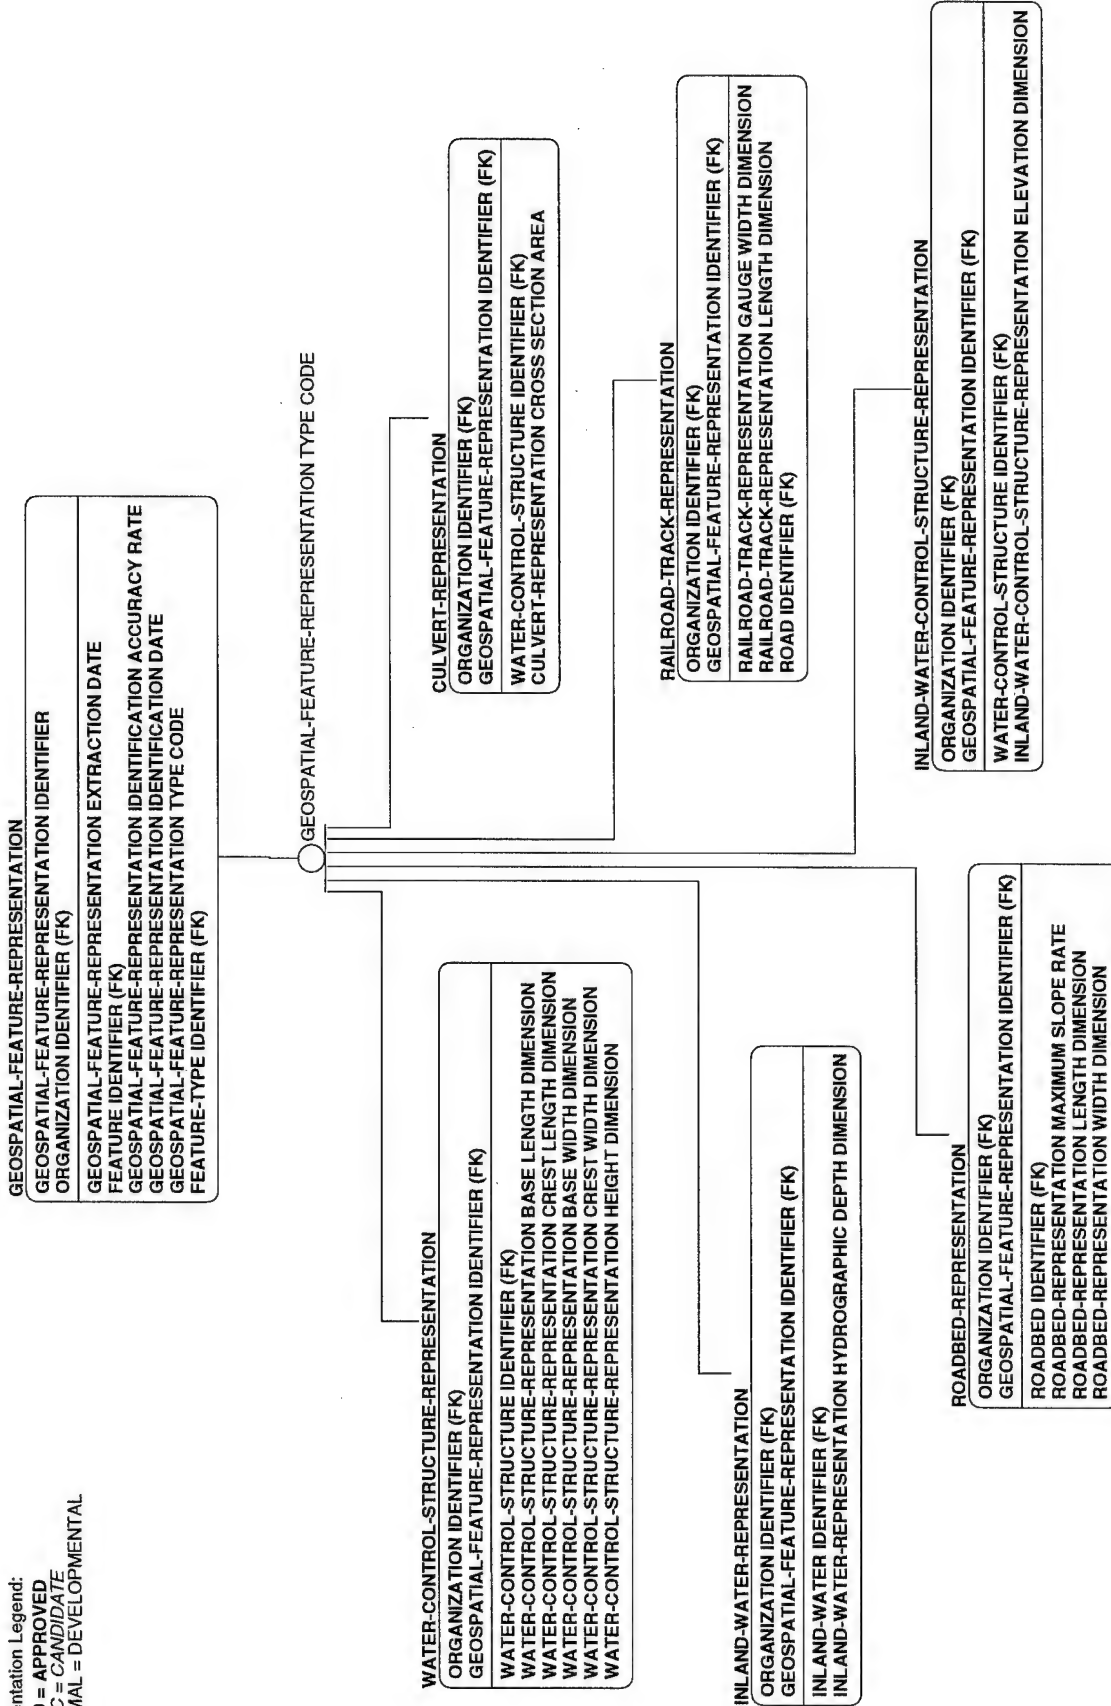 ntation Legend:
= APPROVED
= CANDIDATE
MAL = DEVELOPMENTAL
GEOSPATIAL-FEATURE-REPRESENTATION
GEOSPATIAL-FEATURE-REPRESENTATION IDENTIFIER
ORGANIZATION IDENTIFIER (FK)
GEOSPATIAL-FEATURE-REPRESENTATION EXTRACTION DATE
FEATURE IDENTIFIER (FK)
GEOSPATIAL-FEATURE-REPRESENTATION IDENTIFICATION ACCURACY RATE
GEOSPATIAL-FEATURE-REPRESENTATION IDENTIFICATION DATE
GEOSPATIAL-FEATURE-REPRESENTATION TYPE CODE
FEATURE-TYPE IDENTIFIER (FK)
GEOSPATIAL-FEATURE-REPRESENTATION TYPE CODE
WATER-CONTROL-STRUCTURE-REPRESENTATION
ORGANIZATION IDENTIFIER (FK)
GEOSPATIAL-FEATURE-REPRESENTATION IDENTIFIER (FK)
WATER-CONTROL-STRUCTURE IDENTIFIER (FK)
WATER-CONTROL-STRUCTURE-REPRESENTATION BASE LENGTH DIMENSION
WATER-CONTROL-STRUCTURE-REPRESENTATION CREST LENGTH DIMENSION
WATER-CONTROL-STRUCTURE-REPRESENTATION BASE WIDTH DIMENSION
WATER-CONTROL-STRUCTURE-REPRESENTATION CREST WIDTH DIMENSION
WATER-CONTROL-STRUCTURE-REPRESENTATION HEIGHT DIMENSION
CULVERT-REPRESENTATION
ORGANIZATION IDENTIFIER (FK)
GEOSPATIAL-FEATURE-REPRESENTATION IDENTIFIER (FK)
WATER-CONTROL-STRUCTURE IDENTIFIER (FK)
CULVERT-REPRESENTATION CROSS SECTION AREA
RAILROAD-TRACK-REPRESENTATION
ORGANIZATION IDENTIFIER (FK)
GEOSPATIAL-FEATURE-REPRESENTATION IDENTIFIER (FK)
RAILROAD-TRACK-REPRESENTATION GAUGE WIDTH DIMENSION
RAILROAD-TRACK-REPRESENTATION LENGTH DIMENSION
ROAD IDENTIFIER (FK)
INLAND-WATER-REPRESENTATION
ORGANIZATION IDENTIFIER (FK)
GEOSPATIAL-FEATURE-REPRESENTATION IDENTIFIER (FK)
INLAND-WATER IDENTIFIER (FK)
INLAND-WATER-REPRESENTATION HYDROGRAPHIC DEPTH DIMENSION
INLAND-WATER-CONTROL-STRUCTURE-REPRESENTATION
ORGANIZATION IDENTIFIER (FK)
GEOSPATIAL-FEATURE-REPRESENTATION IDENTIFIER (FK)
WATER-CONTROL-STRUCTURE IDENTIFIER (FK)
INLAND-WATER-CONTROL-STRUCTURE-REPRESENTATION ELEVATION DIMENSION
ROADBED-REPRESENTATION
ORGANIZATION IDENTIFIER (FK)
GEOSPATIAL-FEATURE-REPRESENTATION IDENTIFIER (FK)
ROADBED IDENTIFIER (FK)
ROADBED-REPRESENTATION MAXIMUM SLOPE RATE
ROADBED-REPRESENTATION LENGTH DIMENSION
ROADBED-REPRESENTATION WIDTH DIMENSION